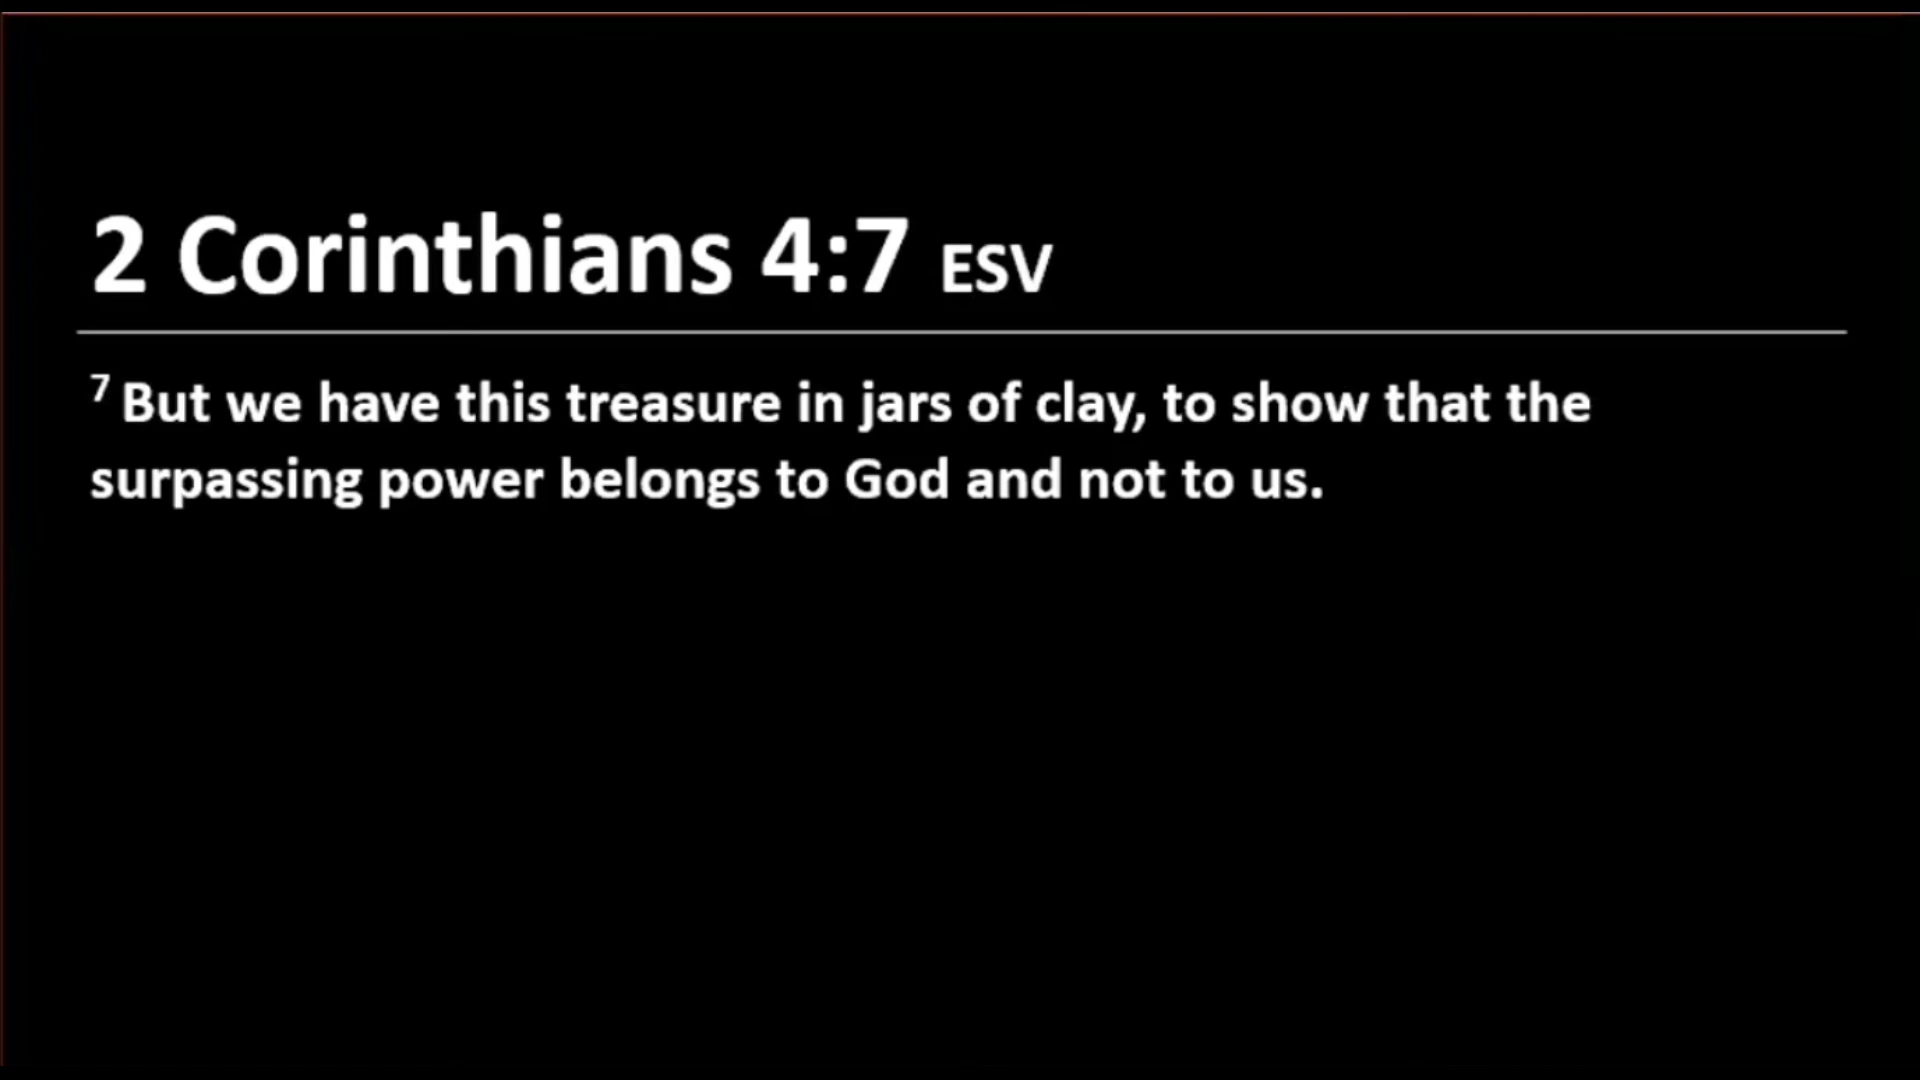 2 Corinthians 4:7 ESV
7 But we have this treasure in jars of clay, to show that the
surpassing power belongs to God and not to us.